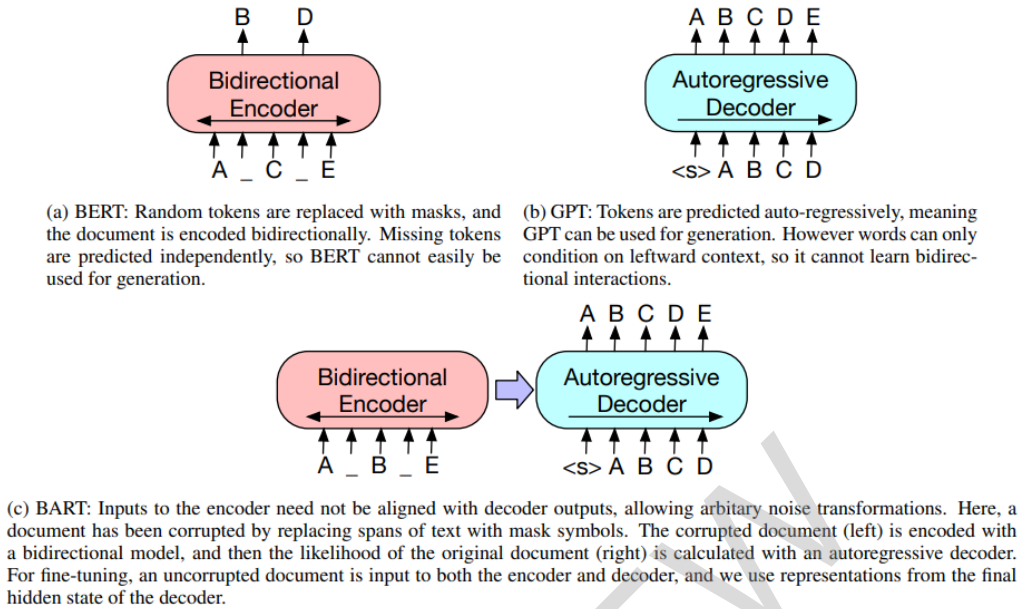 B D
Bidirectional
Encoder
A _ C _ E
(a) BERT: Random tokens are replaced with masks, and
the document is encoded bidirectionally. Missing tokens
are predicted independently, so BERT cannot easily be
used for generation.
A B C D E
Autoregressive
Decoder
<s> A B C D
(b) GPT: Tokens are predicted auto-regressively, meaning
GPT can be used for generation. However words can only
condition on leftward context, so it cannot learn bidirec-
tional interactions.
Bidirectional
Encoder
A _ B _ E
A B C D E
Autoregressive
Decoder
<s> A B C D
(c) BART: Inputs to the encoder need not be aligned with decoder outputs, allowing arbitary noise transformations. Here, a
document has been corrupted by replacing spans of text with mask symbols. The corrupted document (left) is encoded with
a bidirectional model, and then the likelihood of the original document (right) is calculated with an autoregressive decoder.
For fine-tuning, an uncorrupted document is input to both the encoder and decoder, and we use representations from the final
hidden state of the decoder.